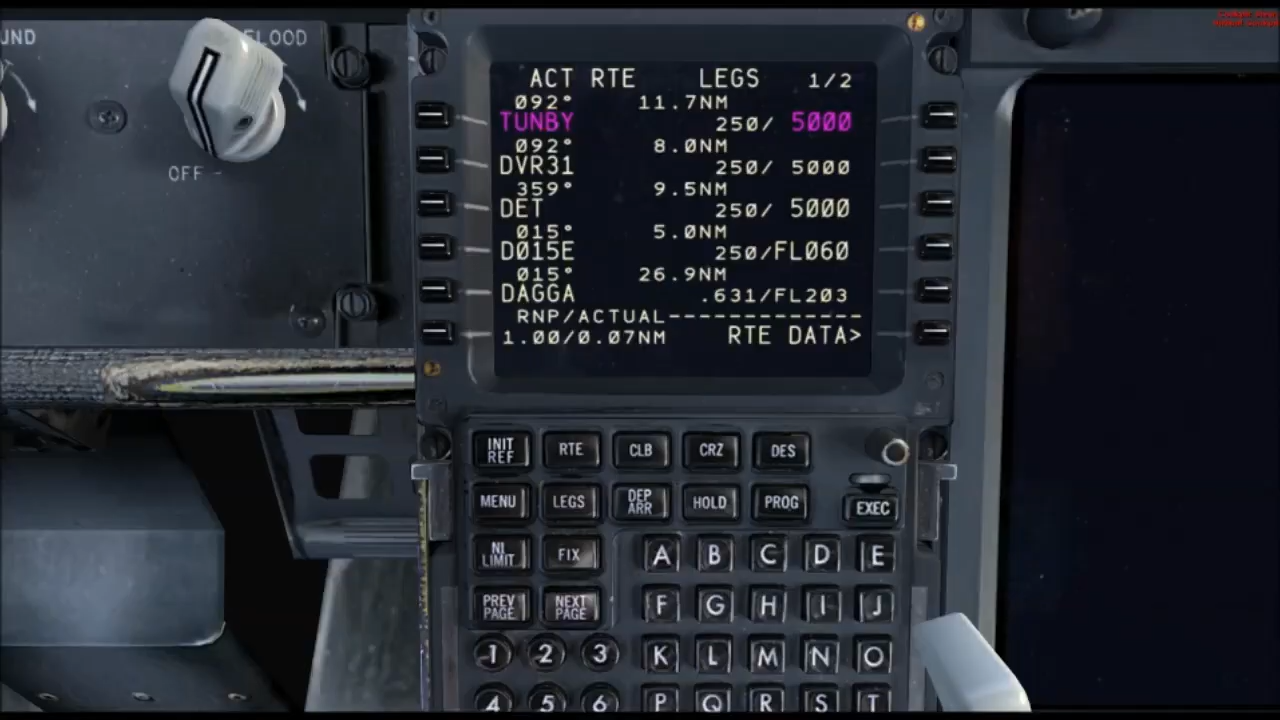 FLOOD
OFF
ACT RTE LEGS 1/2
092° 11.7NM
TUNBY 250/ 5000
092° 8.0NM
DVR31 250/ 5000
359° 9.5NM
DET 250/ 5000
015° 5.0NM
D015E 250/FL060
015° 26.9NM
DAGGA .631/FL203
RNP/ACTUAL-------------
1.00/0.07NM RTE DATA>
INIT REF RTE CLB CRZ DES
MENU LEGS DEP ARR HOLD PROG EXEC
N1 LIMIT FIX A B C D E
PREV PAGE NEXT PAGE F G H I J
1 2 3 K L M N O
4 5 6 P Q R S T